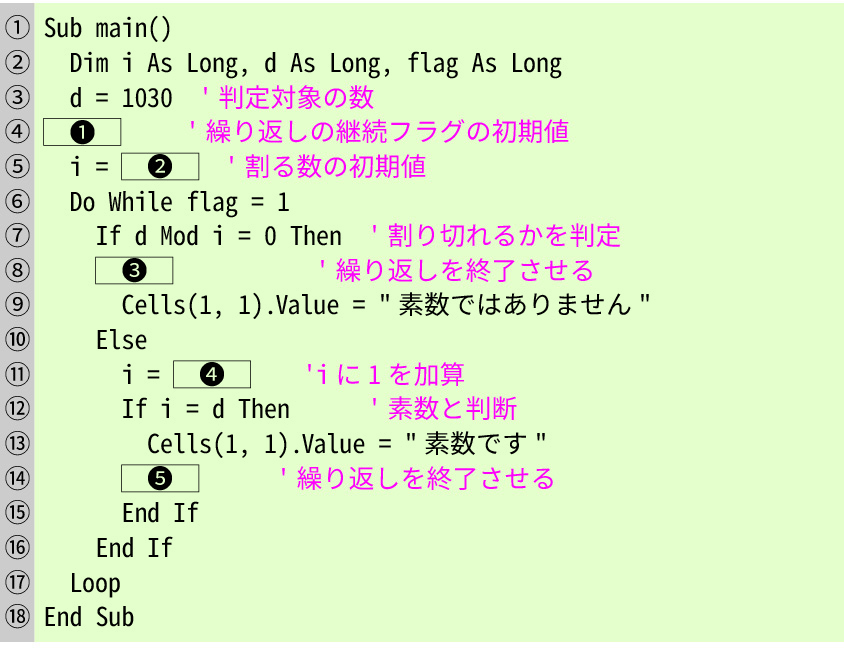 ① Sub main()
② Dim i As Long, d As Long, flag As Long
③ d = 1030 ' 判定対象の数
④ ❶ ' 繰り返しの継続フラグの初期値
⑤ i = ❷ ' 割る数の初期値
⑥ Do While flag = 1
⑦ If d Mod i = 0 Then ' 割り切れるかを判定
⑧ ❸ ' 繰り返しを終了させる
⑨ Cells(1, 1).Value = " 素数ではありません "
⑩ Else
⑪ i = ❹ 'i に 1 を加算
⑫ If i = d Then ' 素数と判断
⑬ Cells(1, 1).Value = " 素数です "
⑭ ❺ ' 繰り返しを終了させる
⑮ End If
⑯ End If
⑰ Loop
⑱ End Sub